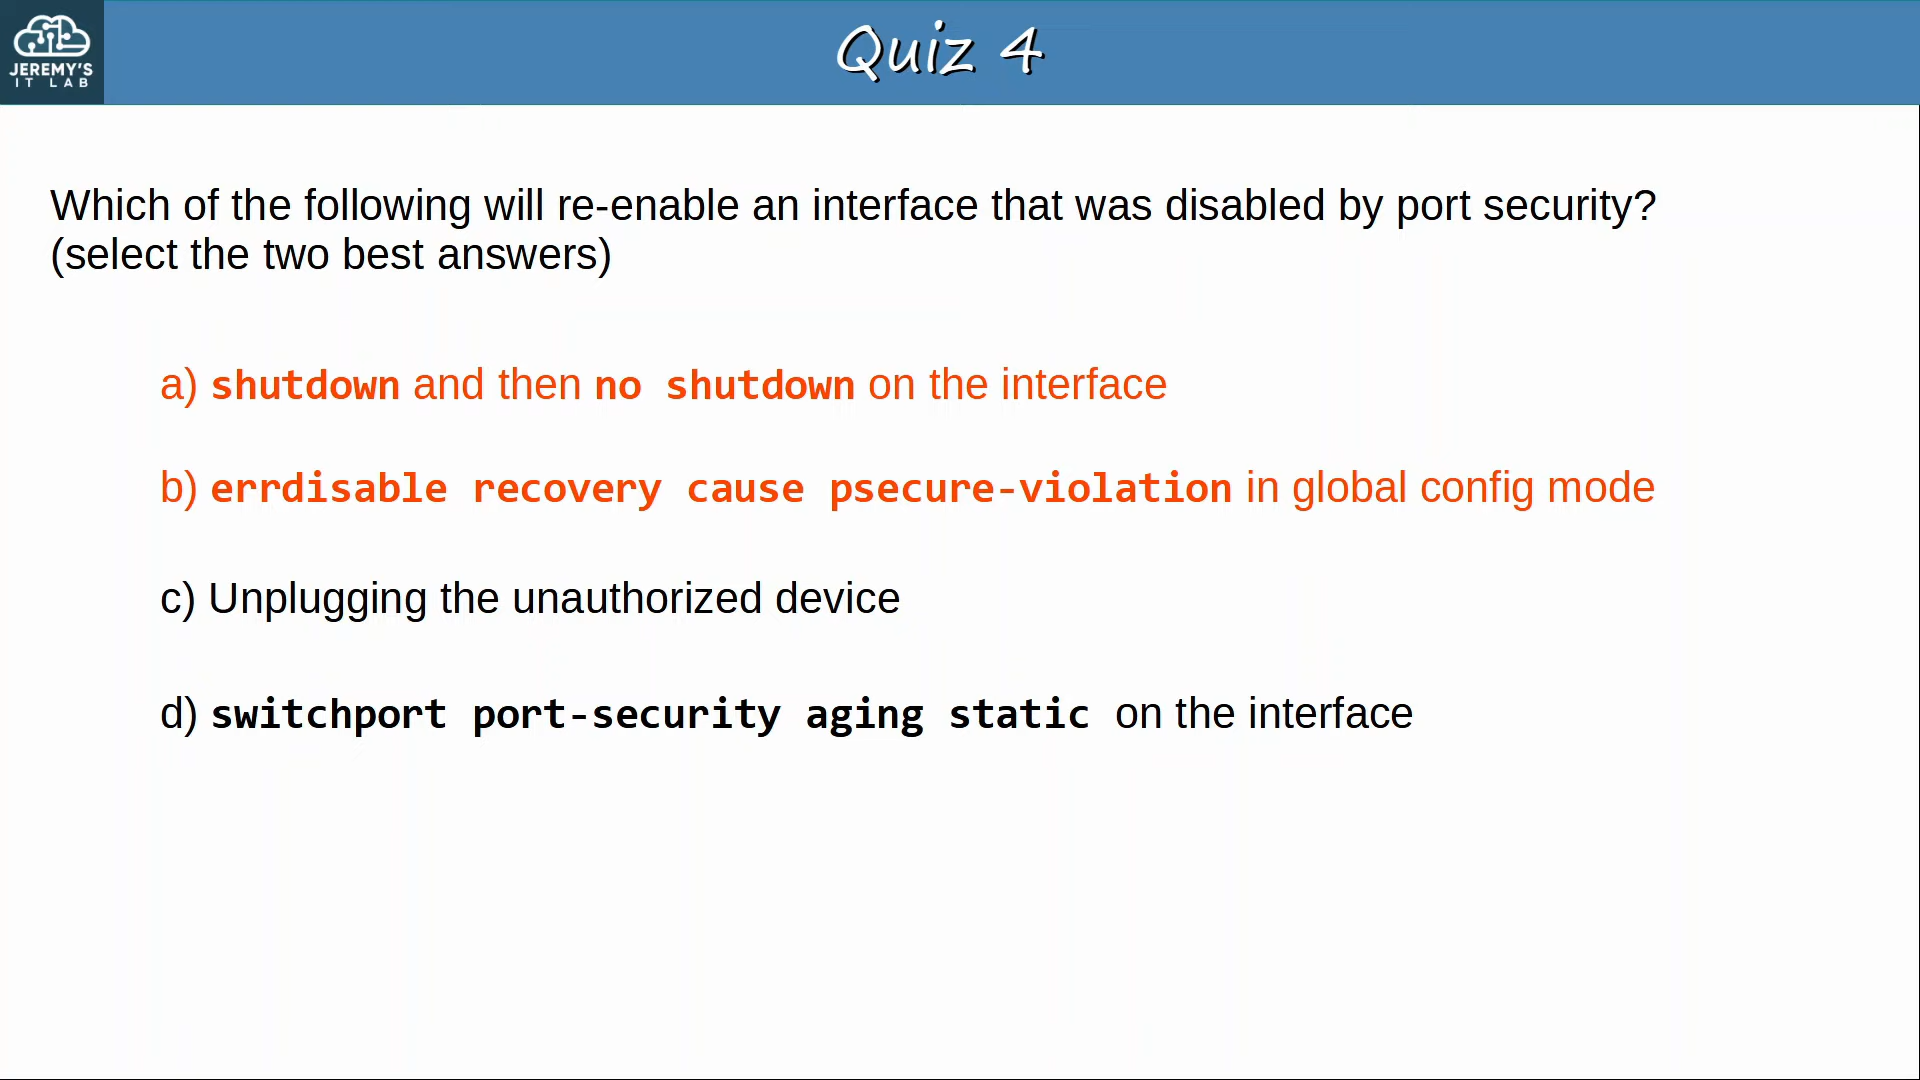 JEREMY'S
IT LAB
Quiz 4
Which of the following will re-enable an interface that was disabled by port security?
(select the two best answers)
a) shutdown and then no shutdown on the interface
b) errdisable recovery cause psecure-violation in global config mode
c) Unplugging the unauthorized device
d) switchport port-security aging static on the interface